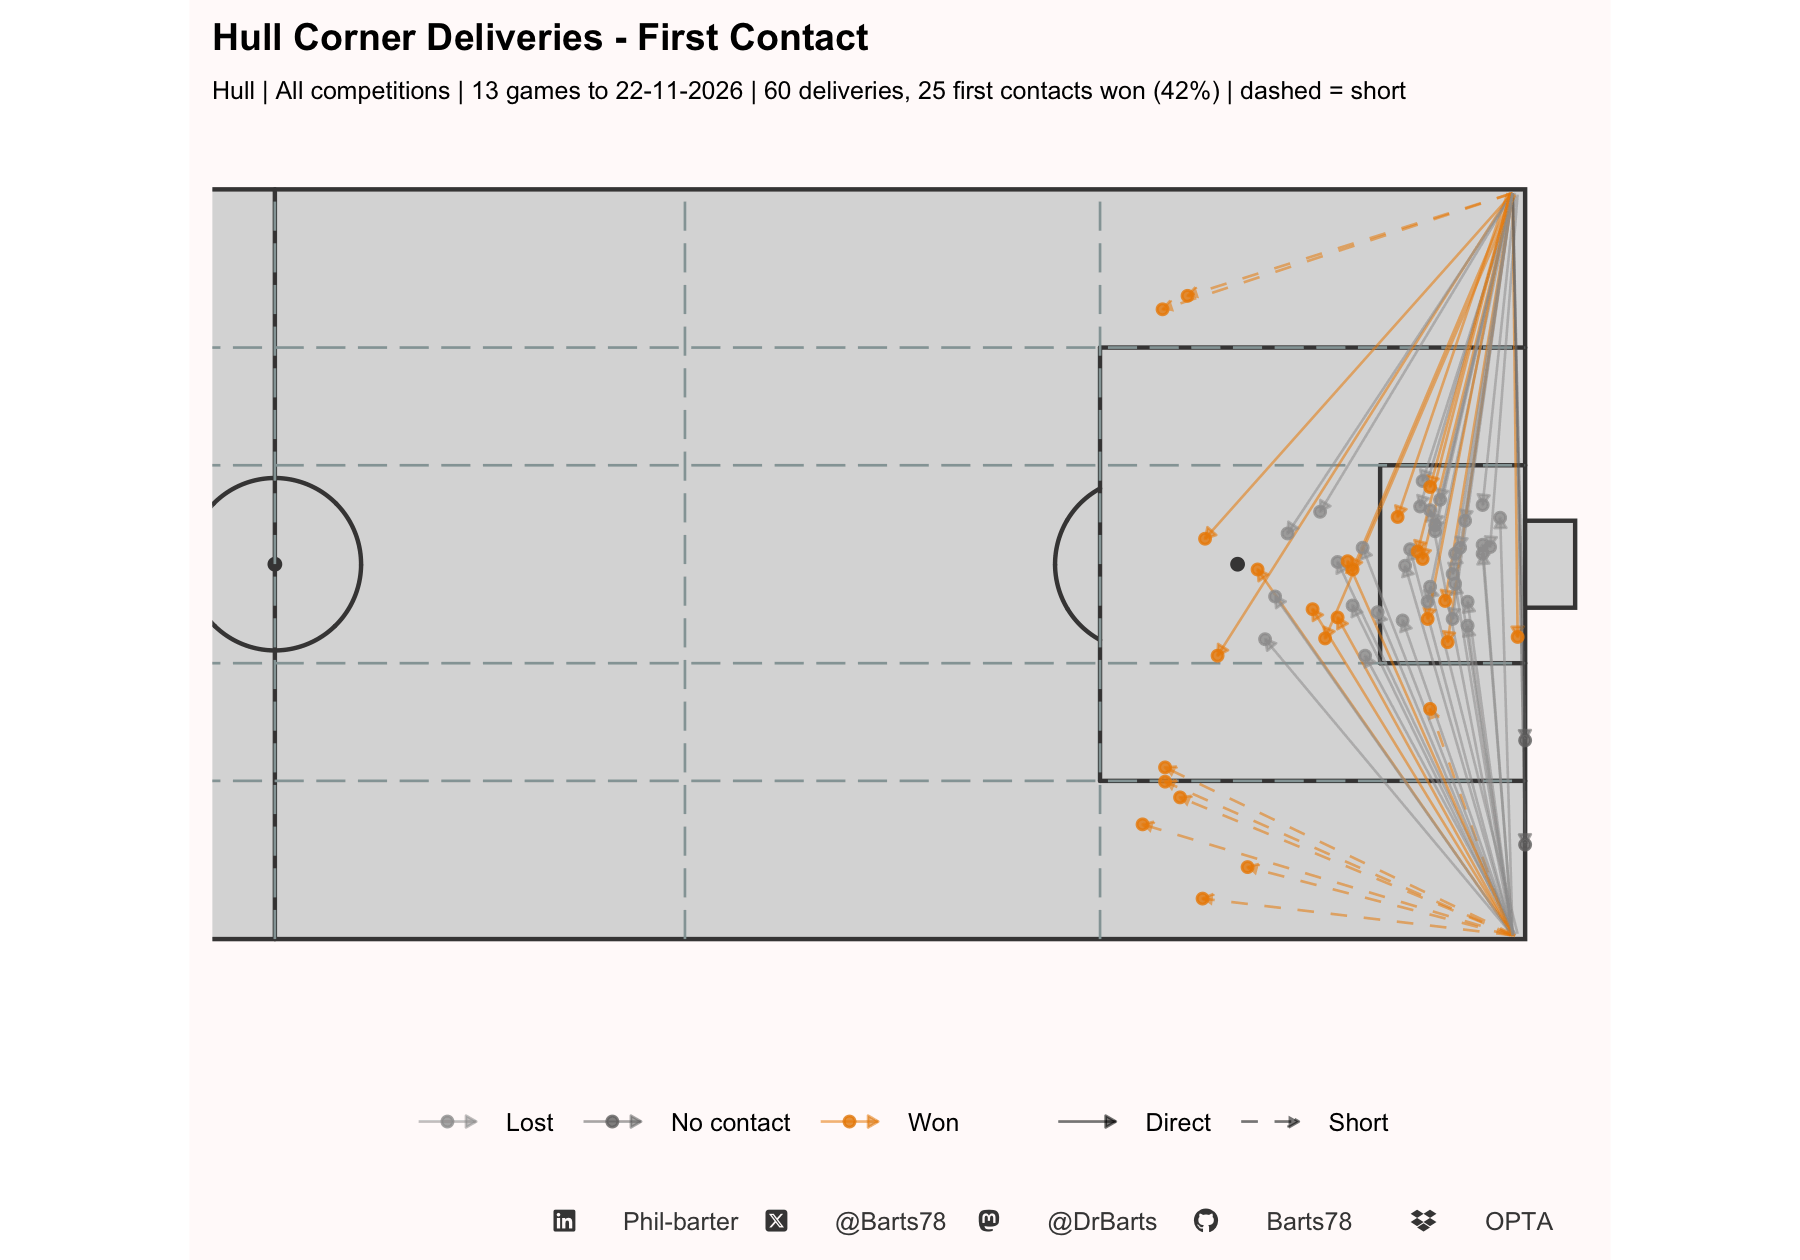 Hull Corner Deliveries - First Contact
Hull | All competitions | 13 games to 22-11-2026 | 60 deliveries, 25 first contacts won (42%) | dashed = short
Lost No contact Won Direct Short
Phil-barter @Barts78 @DrBarts Barts78 OPTA